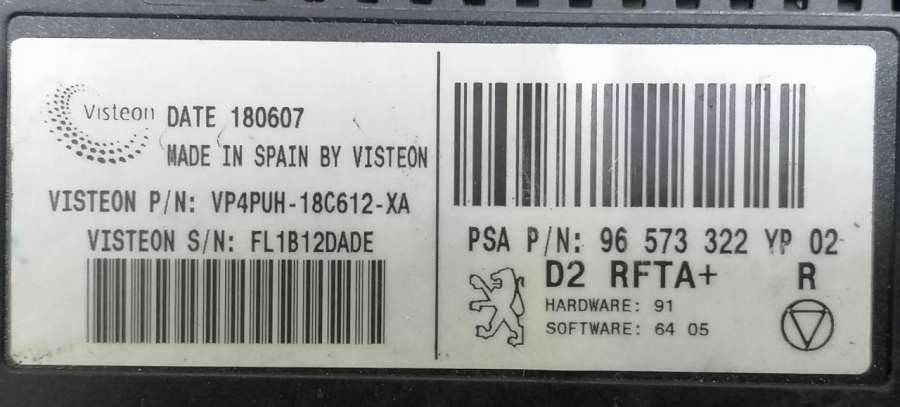 Visteon
DATE 180607
MADE IN SPAIN BY VISTEON
VISTEON P/N: VP4PUH-18C612-XA
VISTEON S/N: FL1B12DADE
PSA P/N: 96 573 322 YP 02
D2 RFTA+ R
HARDWARE: 91
SOFTWARE: 64 05